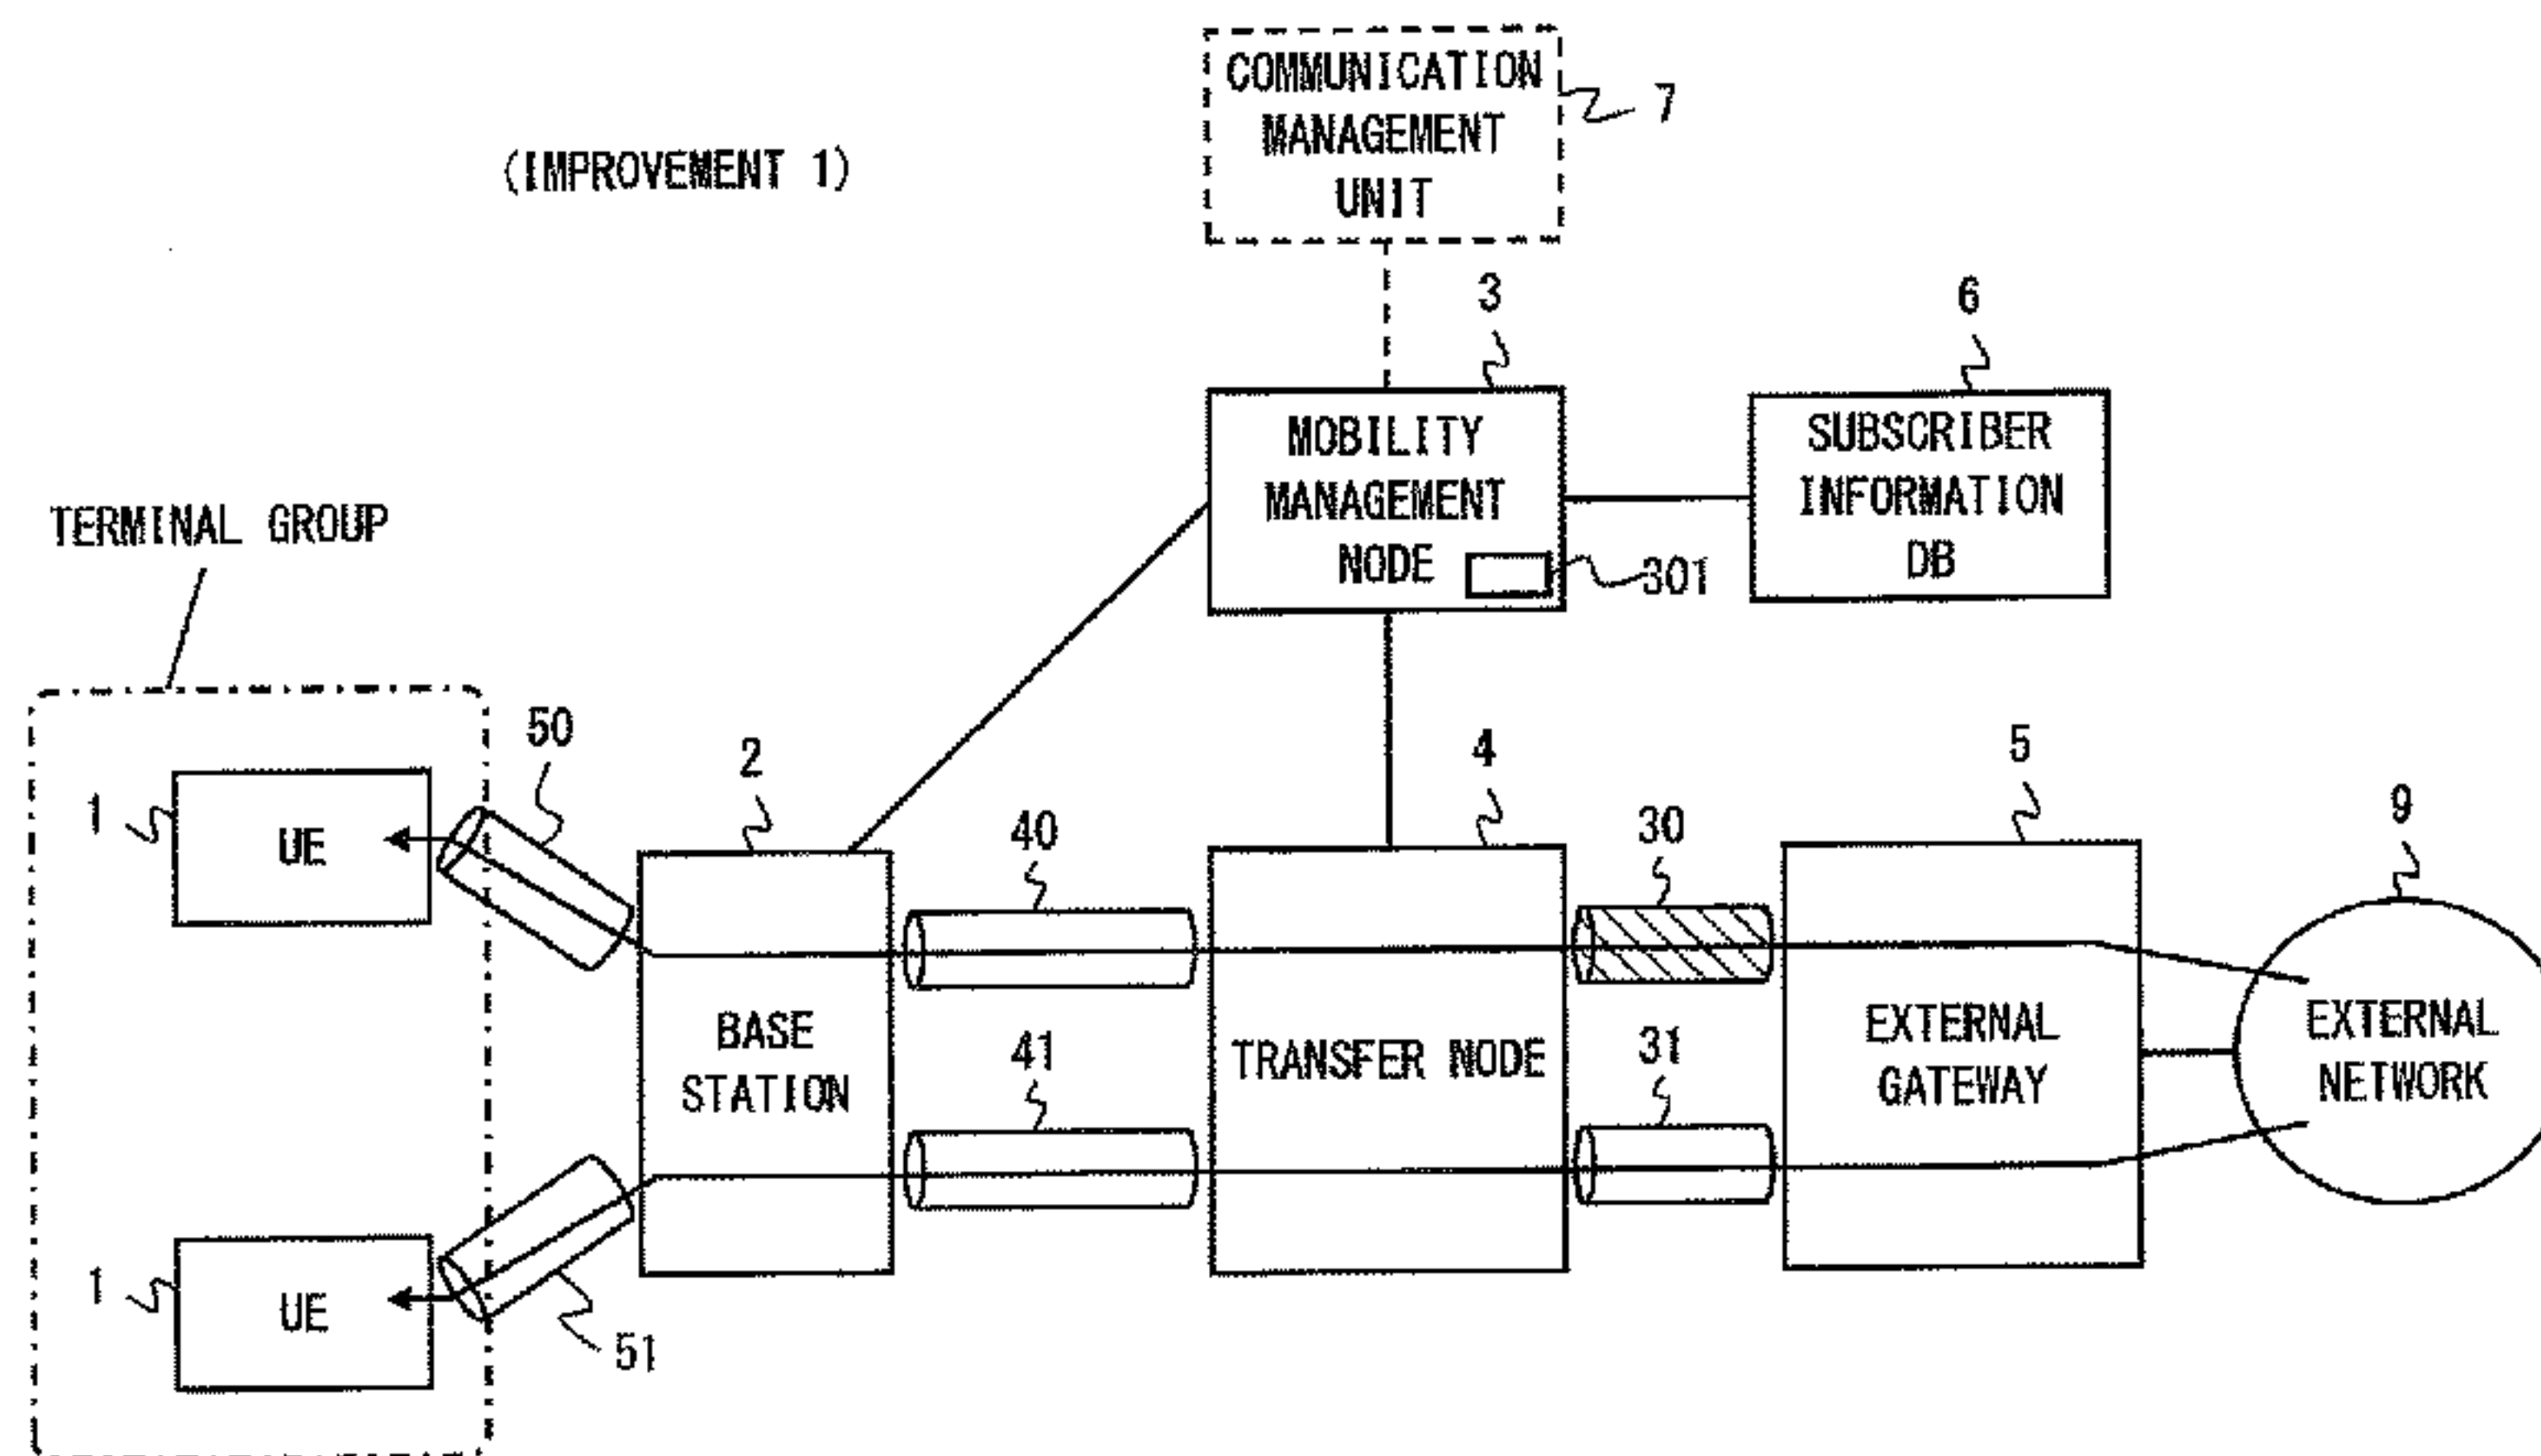 COMMUNICATION
MANAGEMENT
UNIT
7
(IMPROVEMENT 1)
3
6
MOBILITY
MANAGEMENT
NODE
301
SUBSCRIBER
INFORMATION
DB
TERMINAL GROUP
50
2
4
5
1
UE
40
30
9
BASE
STATION
41
TRANSFER NODE
31
EXTERNAL
GATEWAY
EXTERNAL
NETWORK
1
UE
51